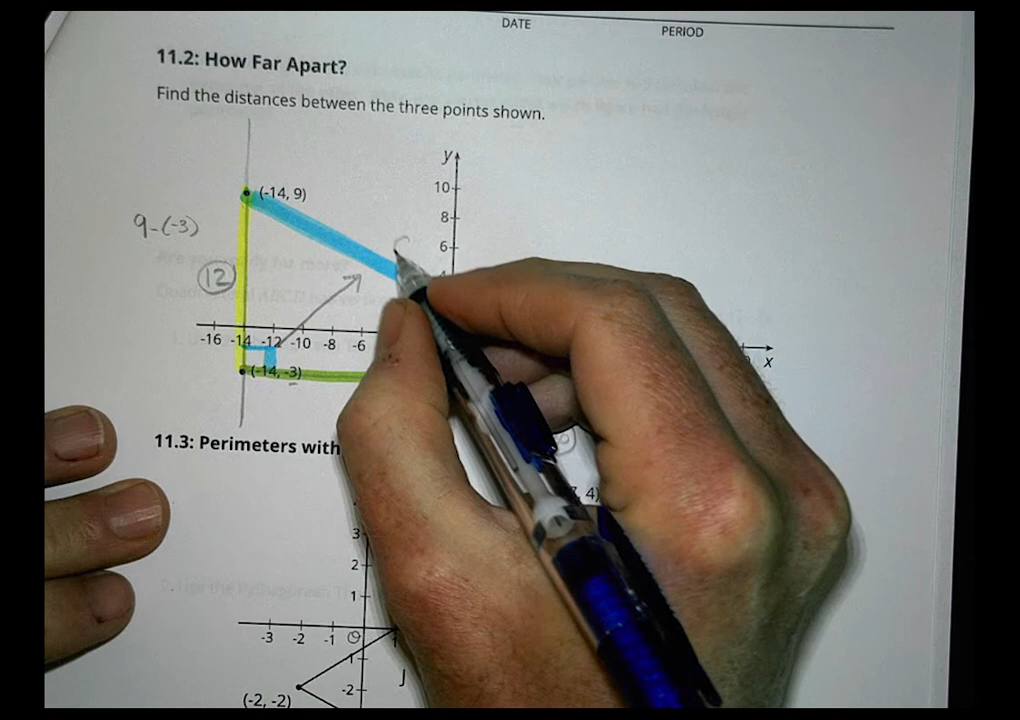 DATE
PERIOD
11.2: How Far Apart?
Find the distances between the three points shown.
y
10
(-14, 9)
8
9-(-3)
6
12
-16 -14 -12 -10 -8 -6
x
(-14, -3)
11.3: Perimeters with
4)
3
2
1
-3 -2 -1
-2
(-2, -2)